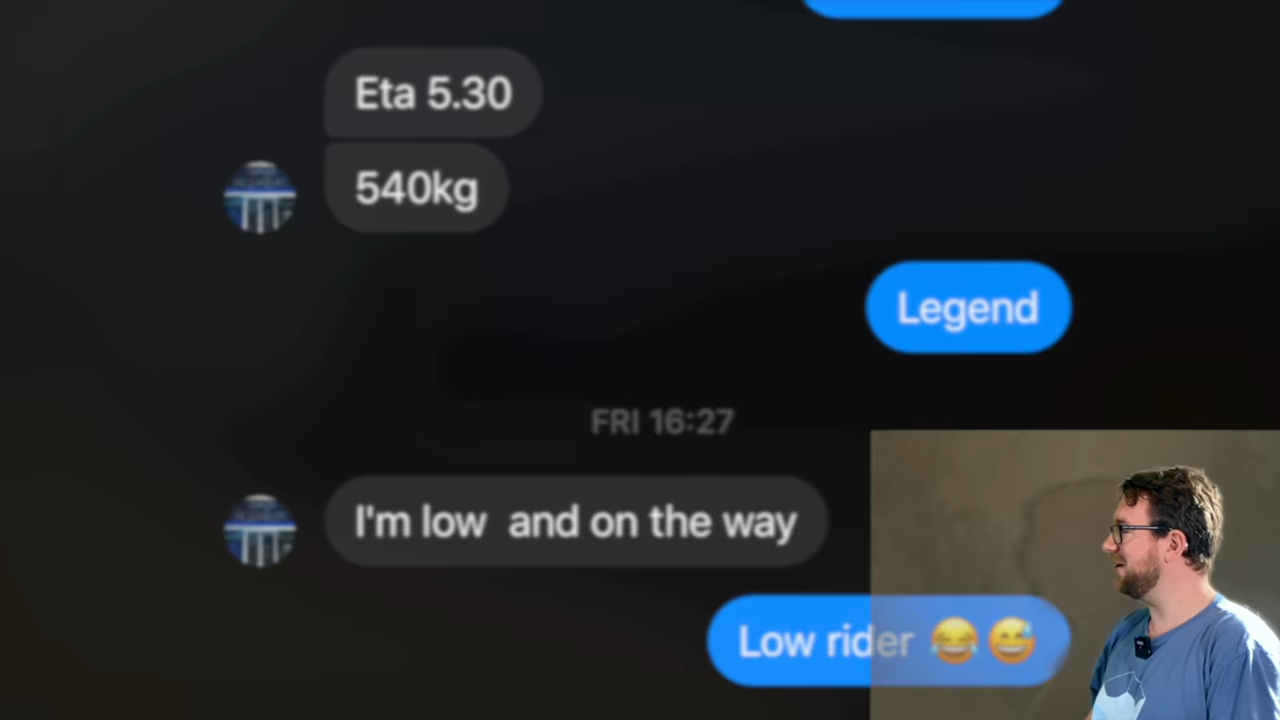 Eta 5.30
540kg
Legend
FRI 16:27
I'm low  and on the way
Low rider 😂 😅